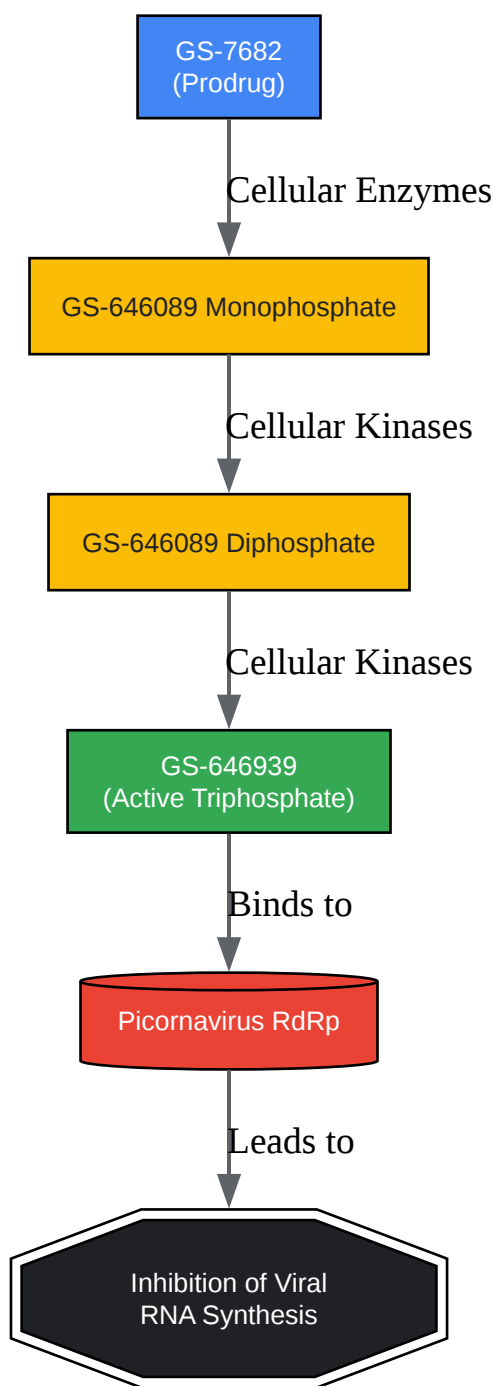 GS-7682
(Prodrug)
Cellular Enzymes
GS-646089 Monophosphate
Cellular Kinases
GS-646089 Diphosphate
Cellular Kinases
GS-646939
(Active Triphosphate)
Binds to
Picornavirus RdRp
Leads to
Inhibition of Viral
RNA Synthesis